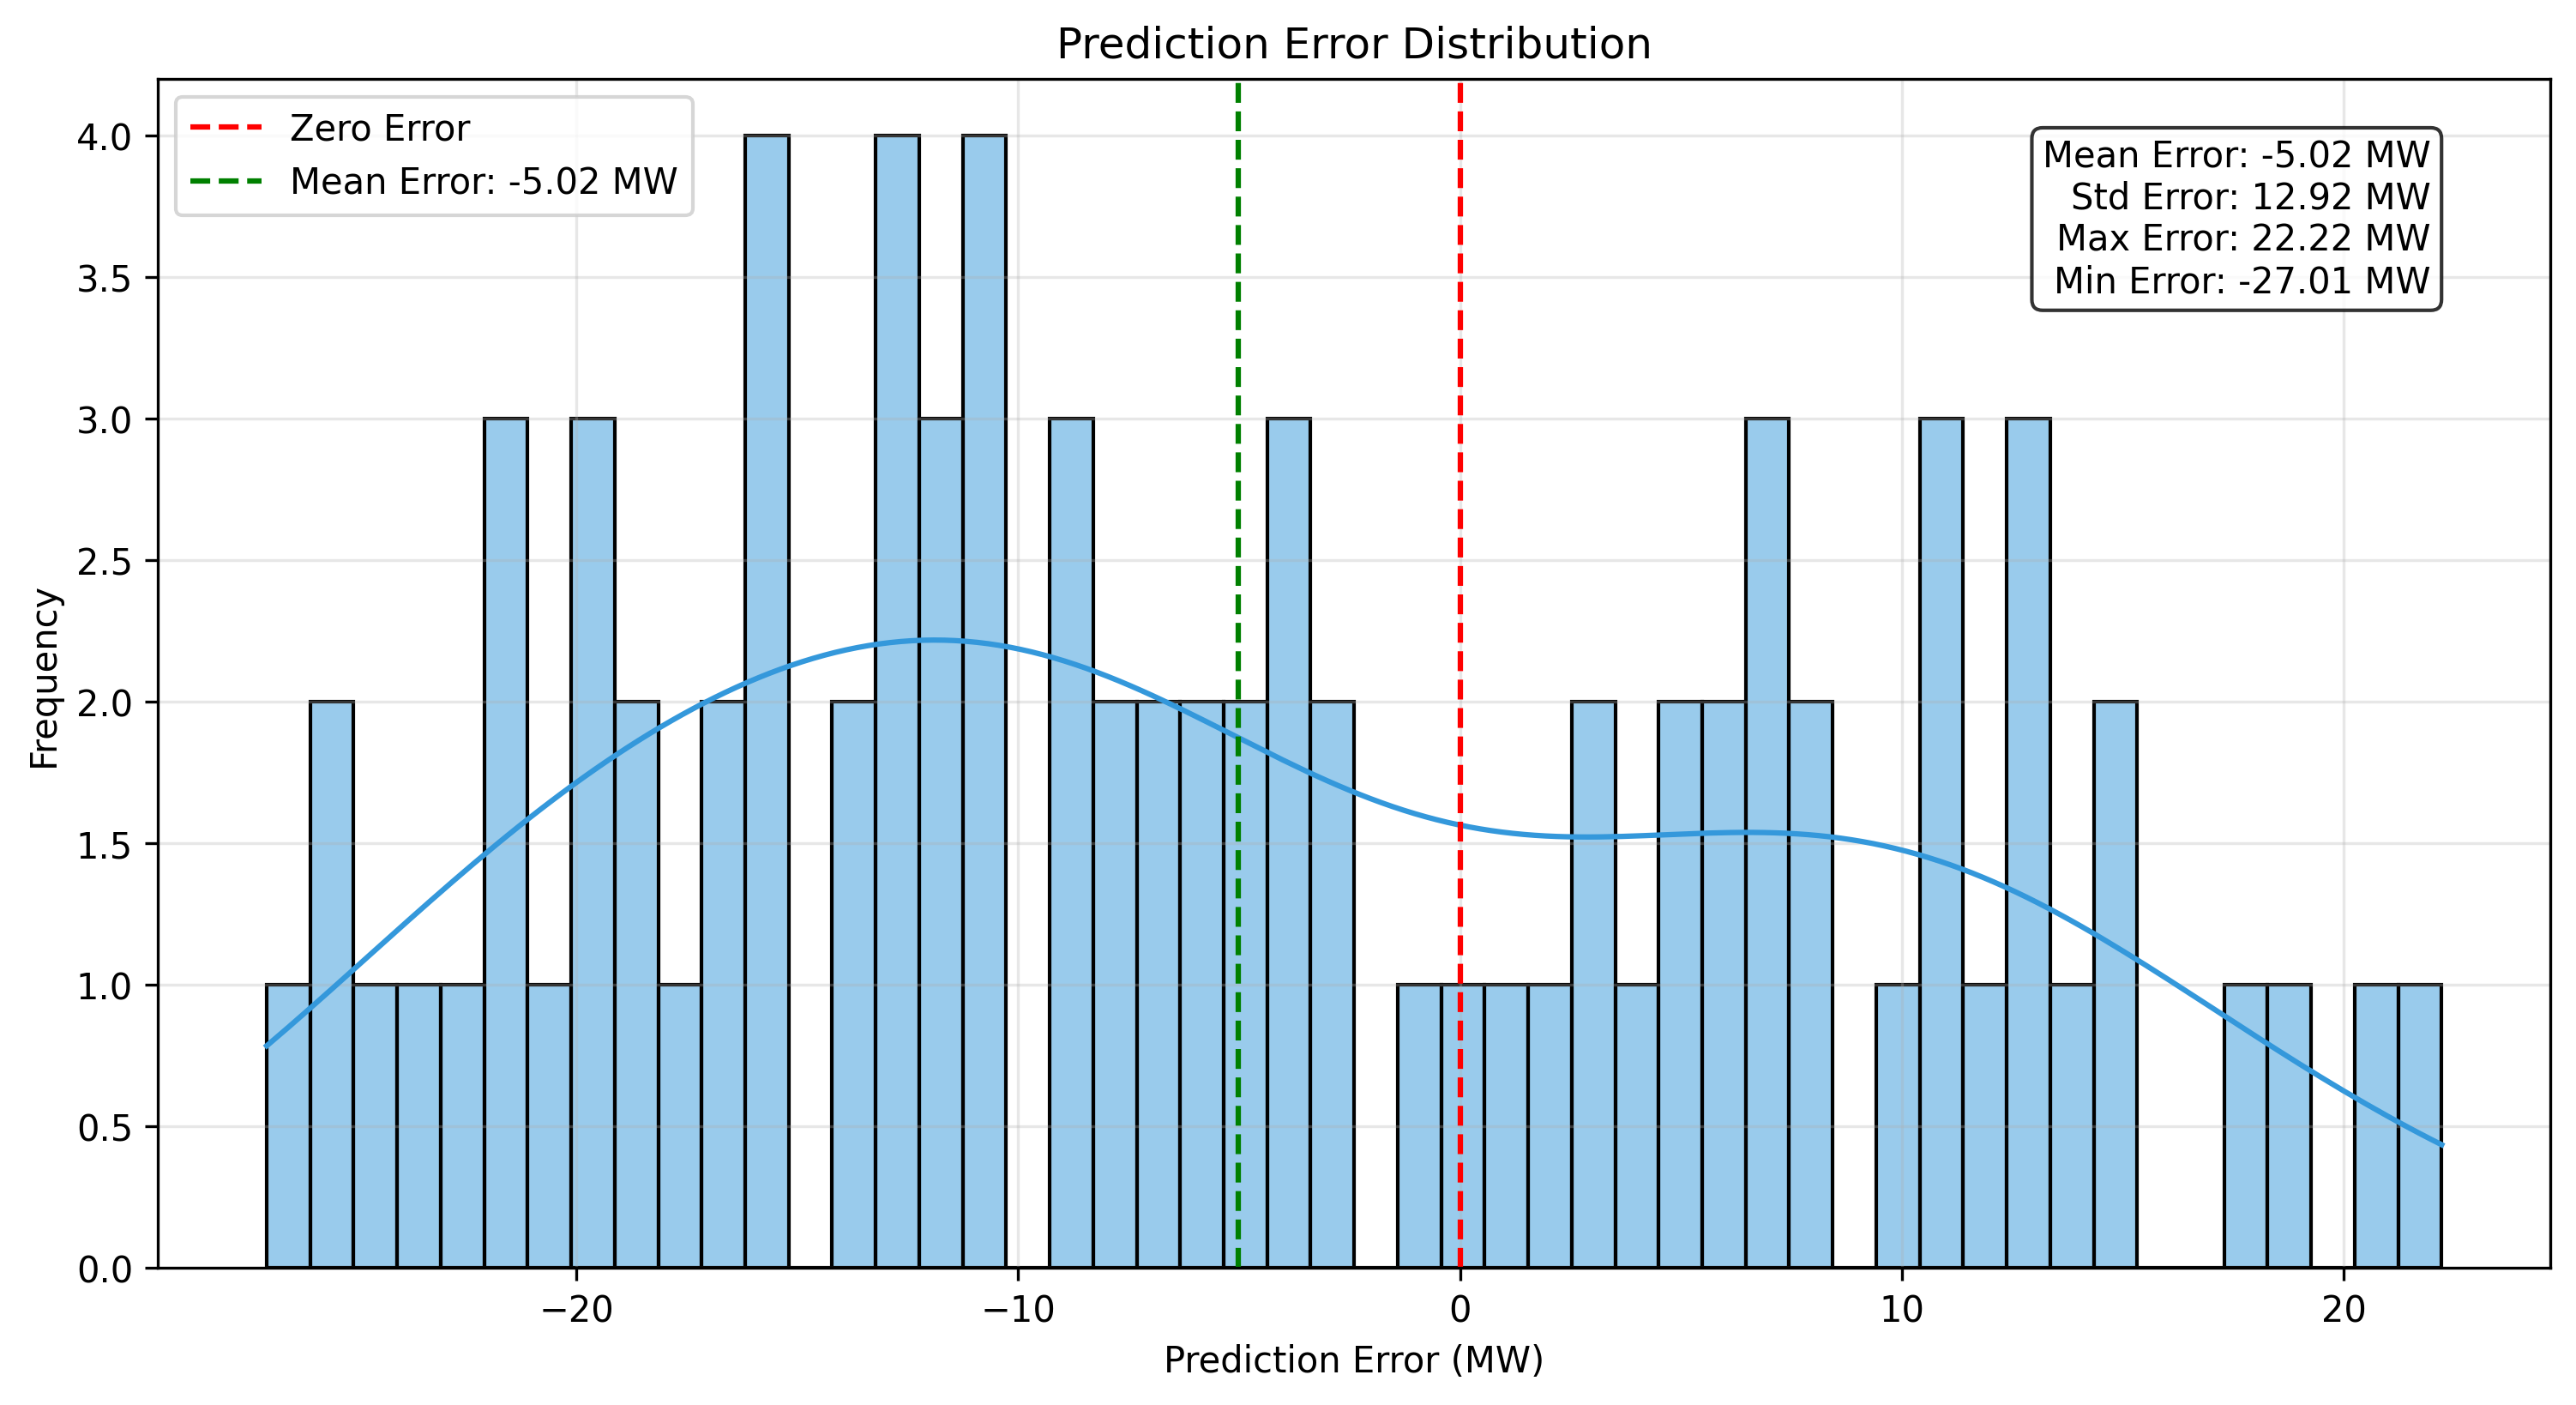 Prediction Error Distribution
Zero Error
Mean Error: -5.02 MW
Mean Error: -5.02 MW
Std Error: 12.92 MW
Max Error: 22.22 MW
Min Error: -27.01 MW
Frequency
4.0
3.5
3.0
2.5
2.0
1.5
1.0
0.5
0.0
−20
−10
0
10
20
Prediction Error (MW)